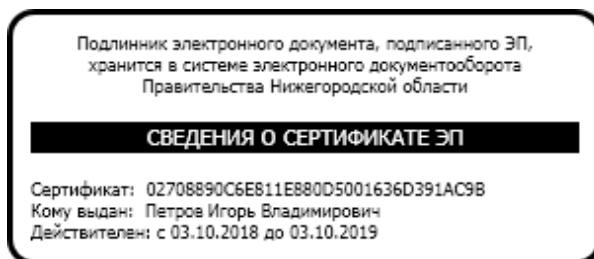 Подлинник электронного документа, подписанного ЭП,
хранится в системе электронного документооборота
Правительства Нижегородской области
СВЕДЕНИЯ О СЕРТИФИКАТЕ ЭП
Сертификат: 02708890C6E811E880D5001636D391AC9B
Кому выдан: Петров Игорь Владимирович
Действителен: с 03.10.2018 до 03.10.2019